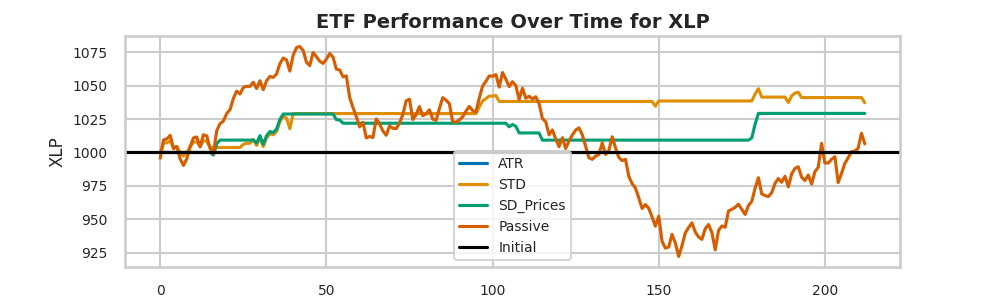 ETF Performance Over Time for XLP
XLP
1075
1050
1025
1000
975
950
925
ATR
STD
SD_Prices
Passive
Initial
0 50 100 150 200